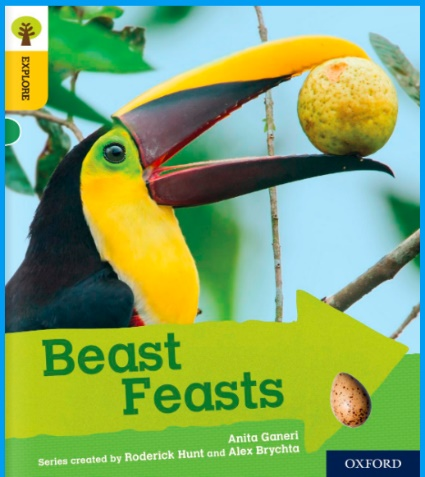 EXPLORE
Beast
Feasts
Anita Ganeri
Series created by Roderick Hunt and Alex Brychta
OXFORD